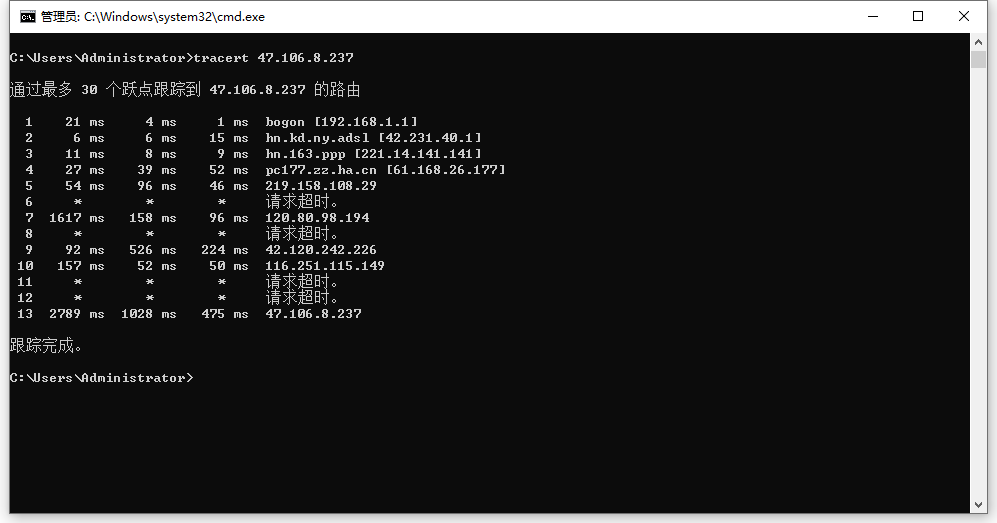 管理员: C:\Windows\system32\cmd.exe
C:\Users\Administrator>tracert 47.106.8.237
通过最多 30 个跃点跟踪到 47.106.8.237 的路由
1 21 ms 4 ms 1 ms bogon [192.168.1.1]
2 6 ms 6 ms 15 ms hn.kd.ny.adsl [42.231.40.1]
3 11 ms 8 ms 9 ms hn.163.ppp [221.14.141.141]
4 27 ms 39 ms 52 ms pc177.zz.ha.cn [61.168.26.177]
5 54 ms 96 ms 46 ms 219.158.108.29
6 * * * 请求超时。
7 1617 ms 158 ms 96 ms 120.80.98.194
8 * * * 请求超时。
9 92 ms 526 ms 224 ms 42.120.242.226
10 157 ms 52 ms 50 ms 116.251.115.149
11 * * * 请求超时。
12 * * * 请求超时。
13 2789 ms 1028 ms 475 ms 47.106.8.237
跟踪完成。
C:\Users\Administrator>